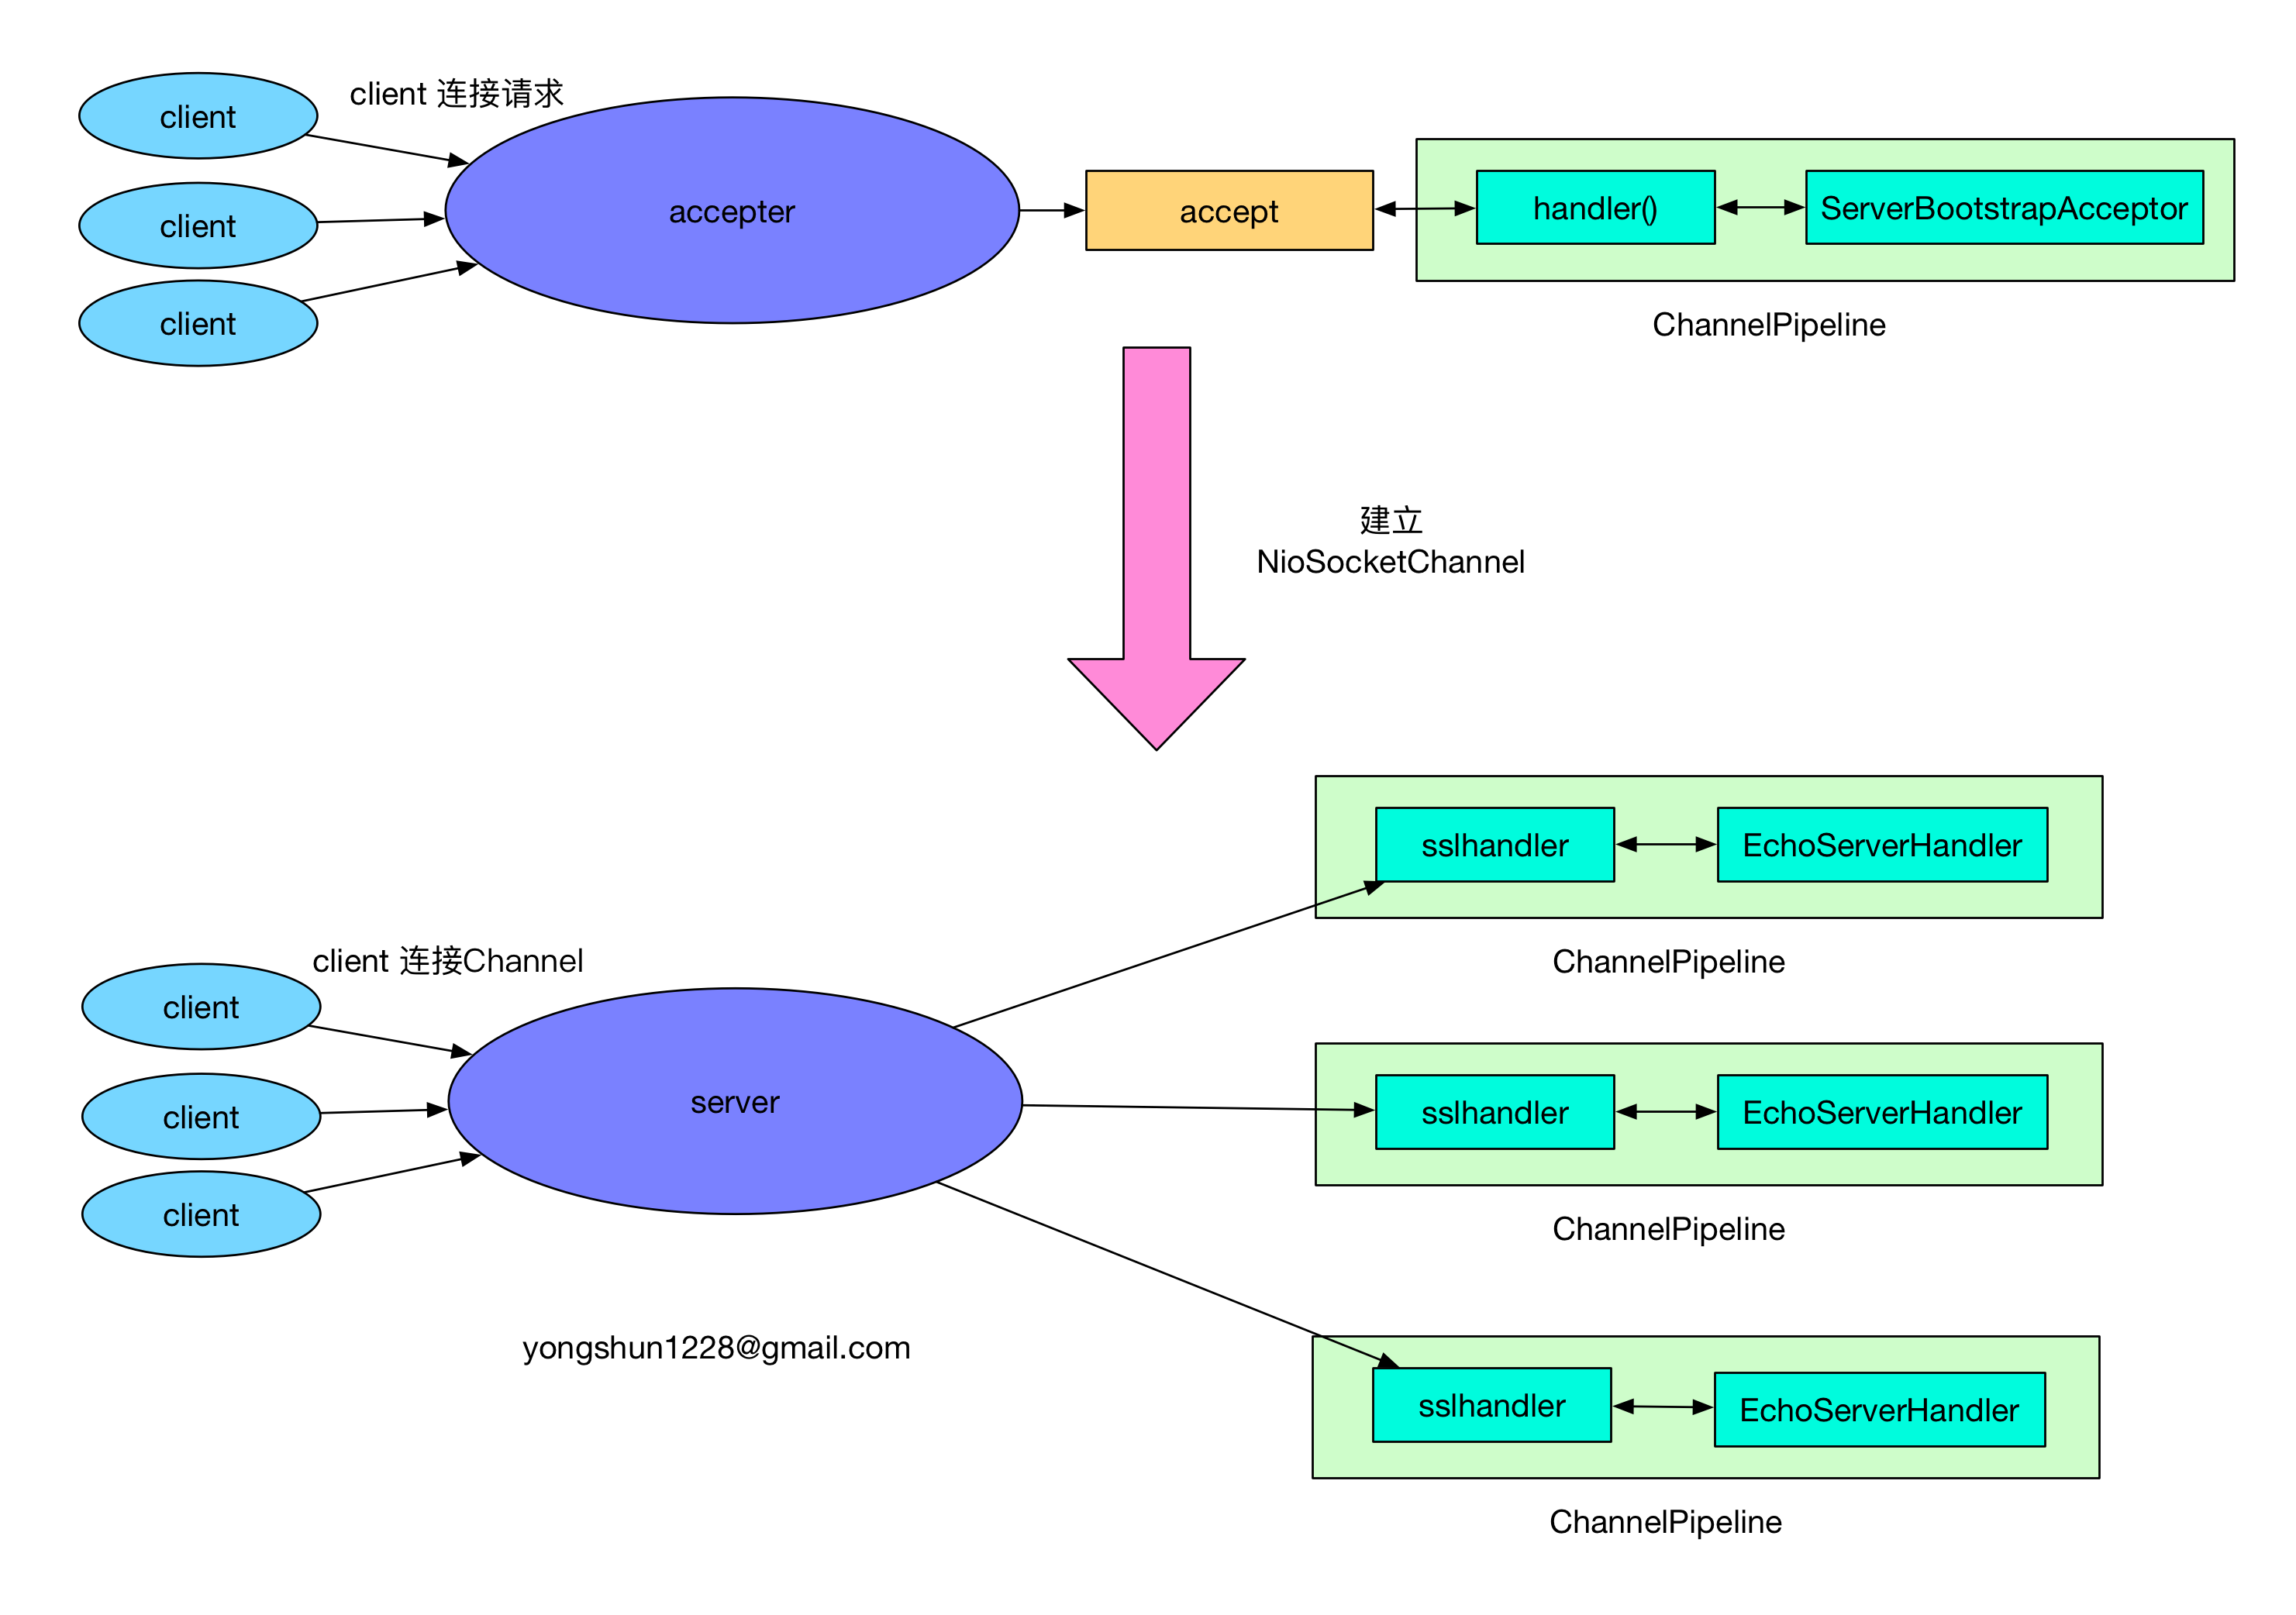 client 连接请求
client
client
client
accepter
accept
handler()
ServerBootstrapAcceptor
ChannelPipeline
建立
NioSocketChannel
sslhandler
EchoServerHandler
ChannelPipeline
client 连接Channel
client
client
client
server
sslhandler
EchoServerHandler
ChannelPipeline
yongshun1228@gmail.com
sslhandler
EchoServerHandler
ChannelPipeline